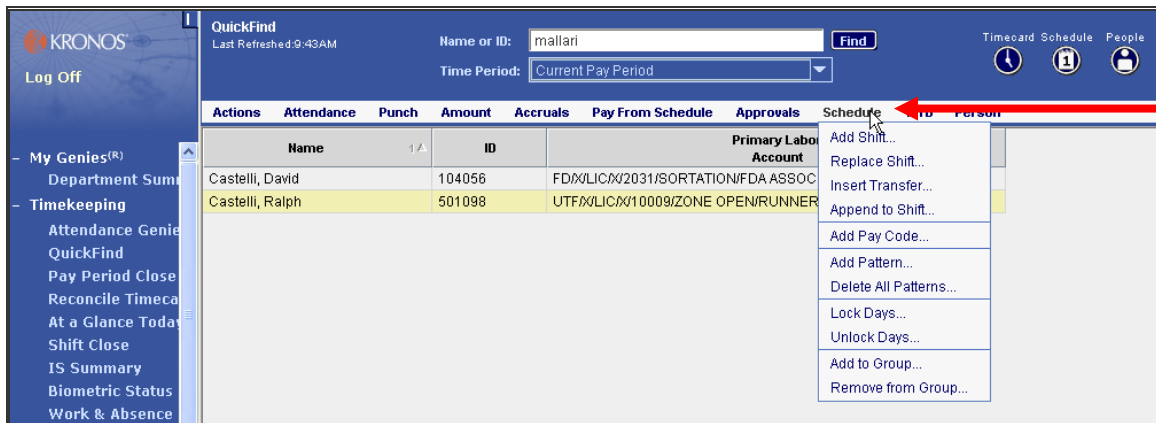 KRONOS
Log Off
QuickFind
Last Refreshed:9:43AM
Name or ID: mallari Find
Time Period: Current Pay Period
Timecard Schedule People
1
Actions Attendance Punch Amount Accruals Pay From Schedule Approvals Schedule Person
Name 1 ID Primary Labo
Account
Castelli, David 104056 FD/X/LIC/X/2031/SORTATION/FDA ASSOC
Castelli, Ralph 501098 UTF/X/LIC/X/10009/ZONE OPEN/RUNNER
Add Shift...
Replace Shift...
Insert Transfer...
Append to Shift...
Add Pay Code...
Add Pattern...
Delete All Patterns...
Lock Days...
Unlock Days...
Add to Group...
Remove from Group...
– My Genies(R)
Department Sum
– Timekeeping
Attendance Genie
QuickFind
Pay Period Close
Reconcile Timeca
At a Glance Today
Shift Close
IS Summary
Biometric Status
Work & Absence